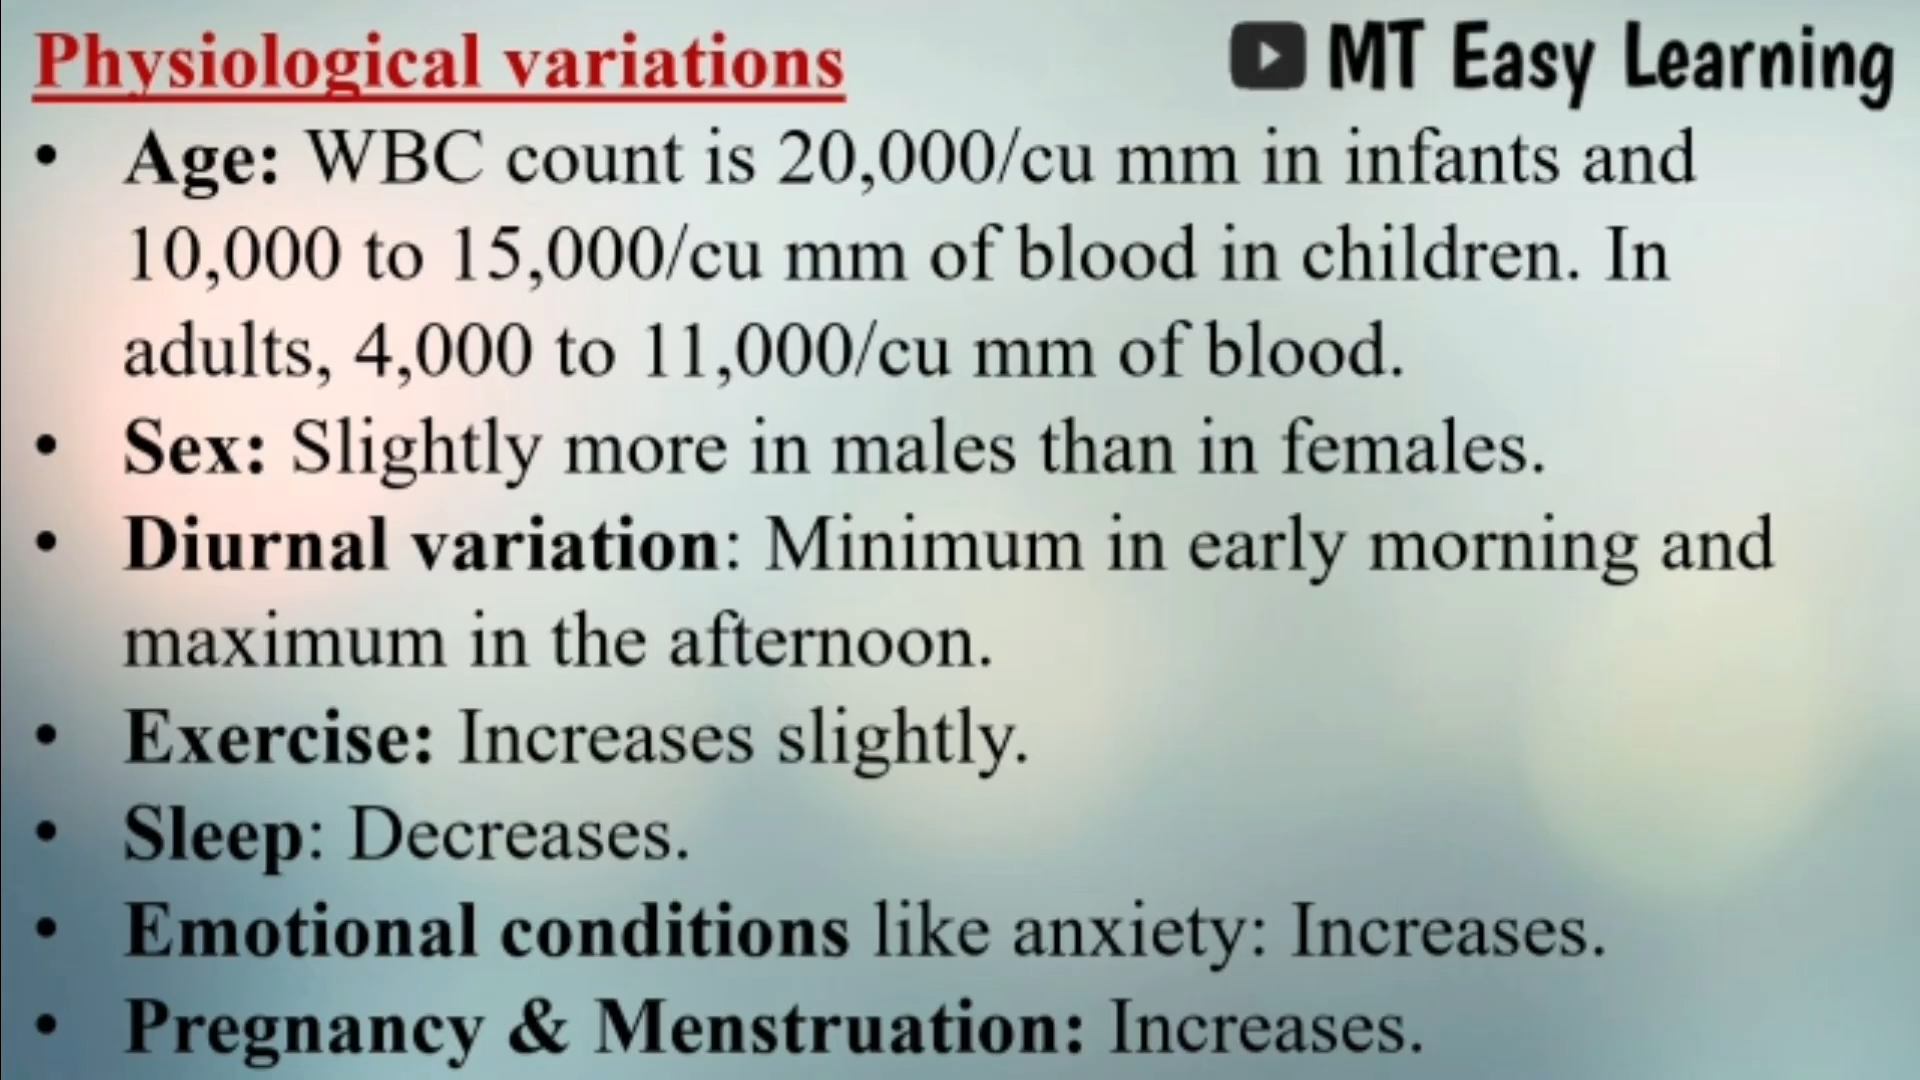 Physiological variations
MT Easy Learning
• Age: WBC count is 20,000/cu mm in infants and
10,000 to 15,000/cu mm of blood in children. In
adults, 4,000 to 11,000/cu mm of blood.
• Sex: Slightly more in males than in females.
• Diurnal variation: Minimum in early morning and
maximum in the afternoon.
• Exercise: Increases slightly.
• Sleep: Decreases.
• Emotional conditions like anxiety: Increases.
• Pregnancy & Menstruation: Increases.